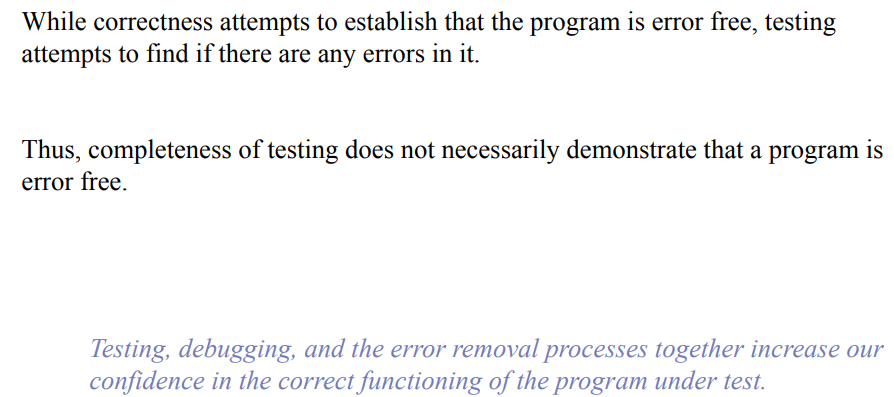 While correctness attempts to establish that the program is error free, testing
attempts to find if there are any errors in it.
Thus, completeness of testing does not necessarily demonstrate that a program is
error free.
Testing, debugging, and the error removal processes together increase our
confidence in the correct functioning of the program under test.